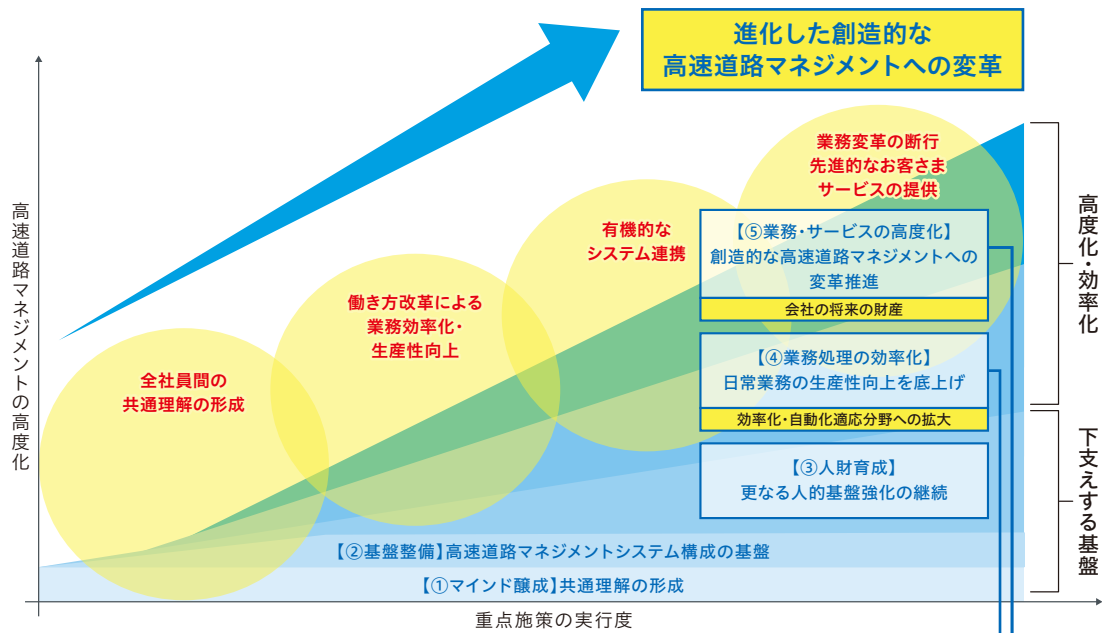 進化した創造的な
高速道路マネジメントへの変革
業務変革の断行
先進的なお客さま
サービスの提供
有機的な
システム連携
働き方改革による
業務効率化・
生産性向上
全社員間の
共通理解の形成
【⑤業務・サービスの高度化】
創造的な高速道路マネジメントへの
変革推進
会社の将来の財産
【④業務処理の効率化】
日常業務の生産性向上を底上げ
効率化・自動化適応分野への拡大
【③人財育成】
更なる人的基盤強化の継続
【②基盤整備】高速道路マネジメントシステム構成の基盤
【①マインド醸成】共通理解の形成
高速道路マネジメントの高度化
重点施策の実行度
高度化・効率化
下支えする基盤